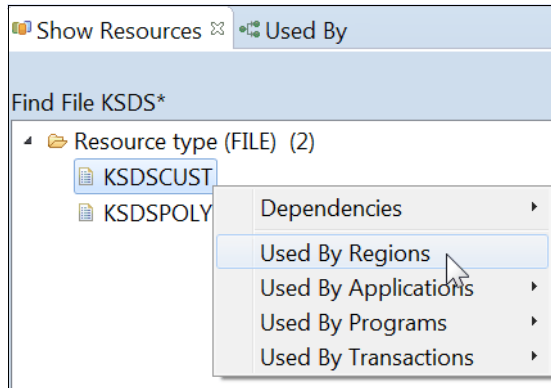 Show Resources Used By
Find File KSDS*
Resource type (FILE) (2)
KSDSCUST
KSDSPOLY
Dependencies
Used By Regions
Used By Applications
Used By Programs
Used By Transactions